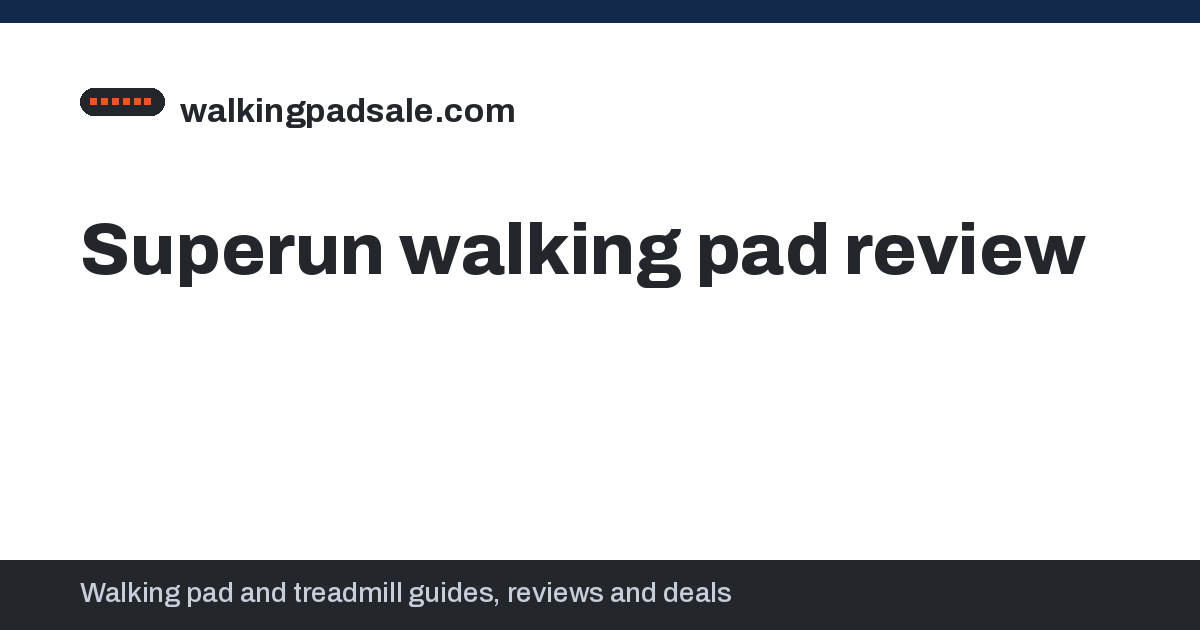 walkingpadsale.com
Superun walking pad review
Walking pad and treadmill guides, reviews and deals